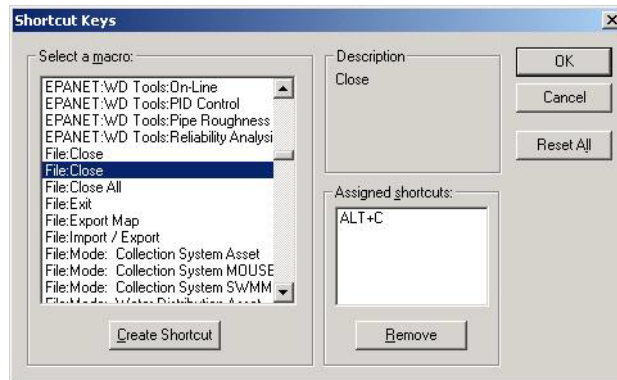 Shortcut Keys
Select a macro:
EPANET:WD Tools:On-Line
EPANET:WD Tools:PID Control
EPANET:WD Tools:Pipe Roughness
EPANET:WD Tools:Reliability Analysi
File:Close
File:Close
File:Close All
File:Exit
File:Export Map
File:Import / Export
File:Mode: Collection System Asset
File:Mode: Collection System MOUSE
File:Mode: Collection System SWMM
Create Shortcut
Description
Close
Assigned shortcuts:
ALT+C
Remove
OK
Cancel
Reset All